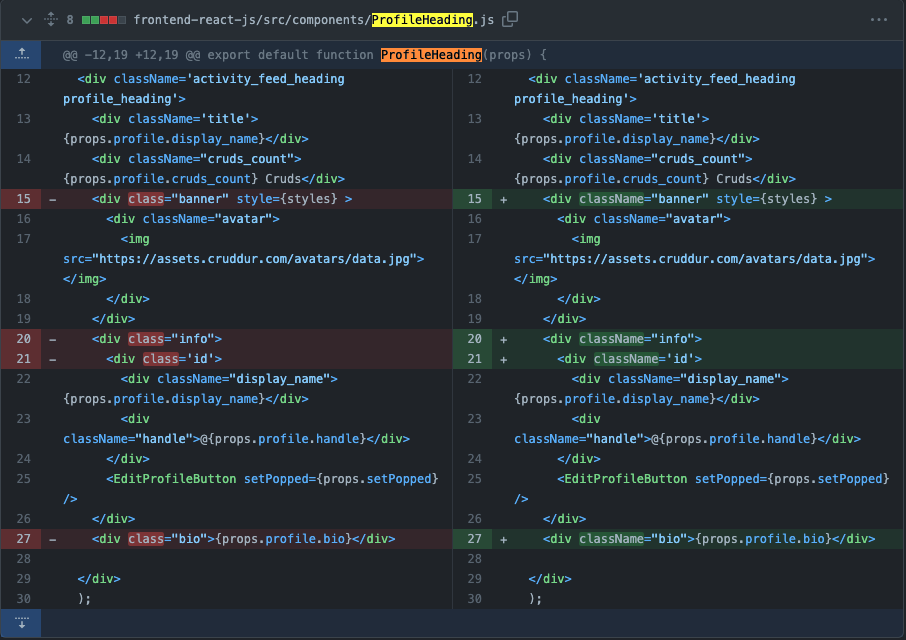 8 frontend-react-js/src/components/ProfileHeading.js
@@ -12,19 +12,19 @@ export default function ProfileHeading(props) {
12 <div className='activity_feed_heading
profile_heading'>
13 <div className='title'>
{props.profile.display_name}</div>
14 <div className="cruds_count">
{props.profile.cruds_count} Cruds</div>
15 - <div class="banner" style={styles} >
16 <div className="avatar">
17 <img
src="https://assets.cruddur.com/avatars/data.jpg">
</img>
18 </div>
19 </div>
20 - <div class="info">
21 - <div class='id'>
22 <div className="display_name">
{props.profile.display_name}</div>
23 <div
className="handle">@{props.profile.handle}</div>
24 </div>
25 <EditProfileButton setPopped={props.setPopped}
/>
26 </div>
27 - <div class="bio">{props.profile.bio}</div>
28
29 </div>
30 );
12 <div className='activity_feed_heading
profile_heading'>
13 <div className='title'>
{props.profile.display_name}</div>
14 <div className="cruds_count">
{props.profile.cruds_count} Cruds</div>
15 + <div className="banner" style={styles} >
16 <div className="avatar">
17 <img
src="https://assets.cruddur.com/avatars/data.jpg">
</img>
18 </div>
19 </div>
20 + <div className="info">
21 + <div className='id'>
22 <div className="display_name">
{props.profile.display_name}</div>
23 <div
className="handle">@{props.profile.handle}</div>
24 </div>
25 <EditProfileButton setPopped={props.setPopped}
/>
26 </div>
27 + <div className="bio">{props.profile.bio}</div>
28
29 </div>
30 );